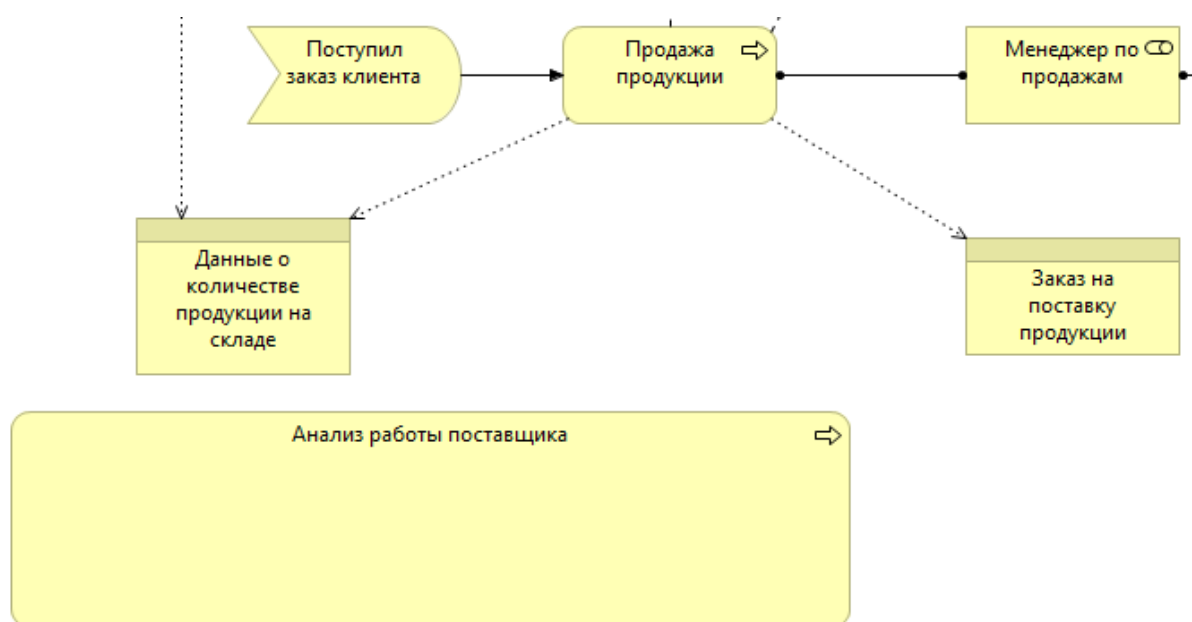 Поступил
заказ клиента
Продажа
продукции
Менеджер по
продажам
Данные о
количестве
продукции на
складе
Заказ на
поставку
продукции
Анализ работы поставщика